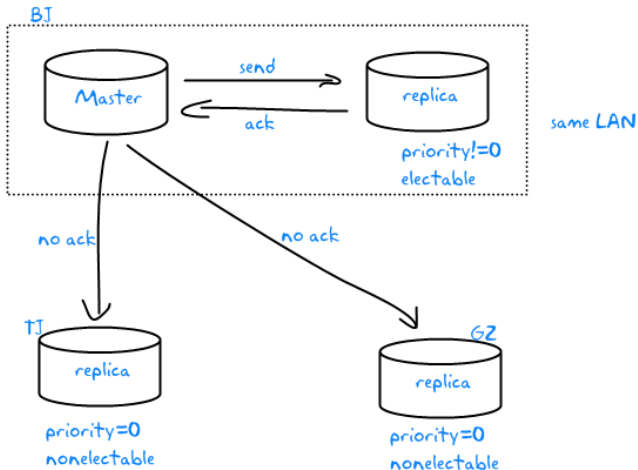 BJ
Master
send
ack
replica
priority!=0
electable
same LAN
no ack
no ack
TJ
replica
priority=0
nonelectable
GZ
replica
priority=0
nonelectable